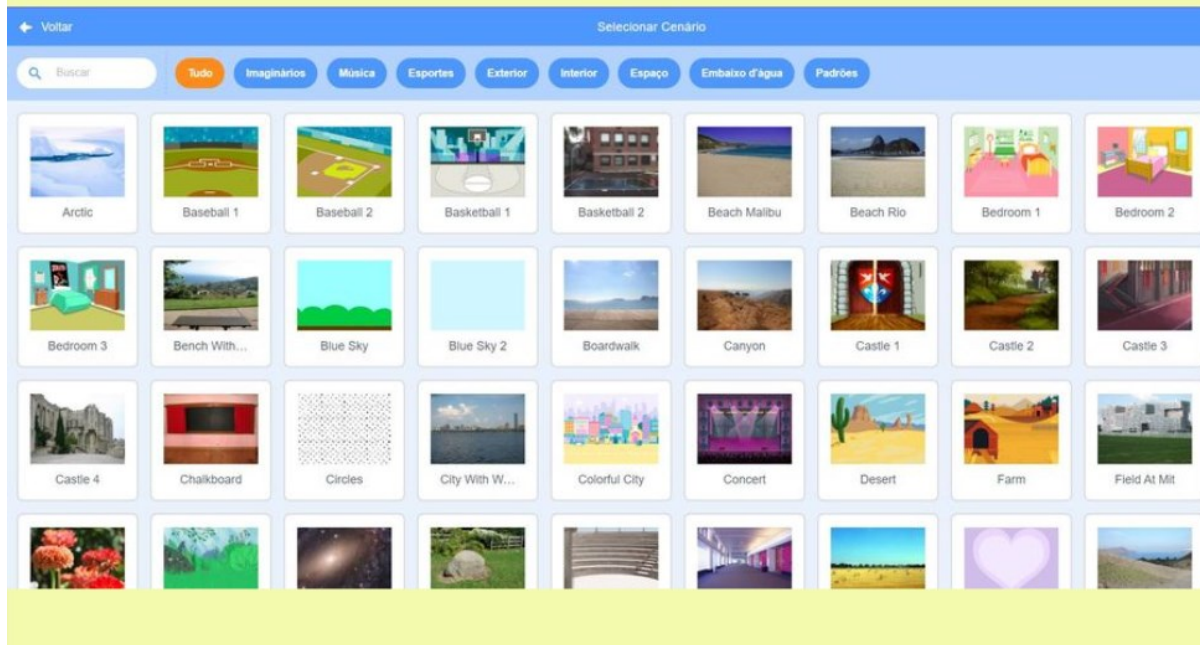 Voltar
Selecionar Cenário
Buscar
Tudo
Imaginários
Música
Esportes
Exterior
Interior
Espaço
Embaixo d'água
Padrões
Arctic
Baseball 1
Baseball 2
Basketball 1
Basketball 2
Beach Malibu
Beach Rio
Bedroom 1
Bedroom 2
Bedroom 3
Bench With...
Blue Sky
Blue Sky 2
Boardwalk
Canyon
Castle 1
Castle 2
Castle 3
Castle 4
Chalkboard
Circles
City With W...
Colorful City
Concert
Desert
Farm
Field At Mit